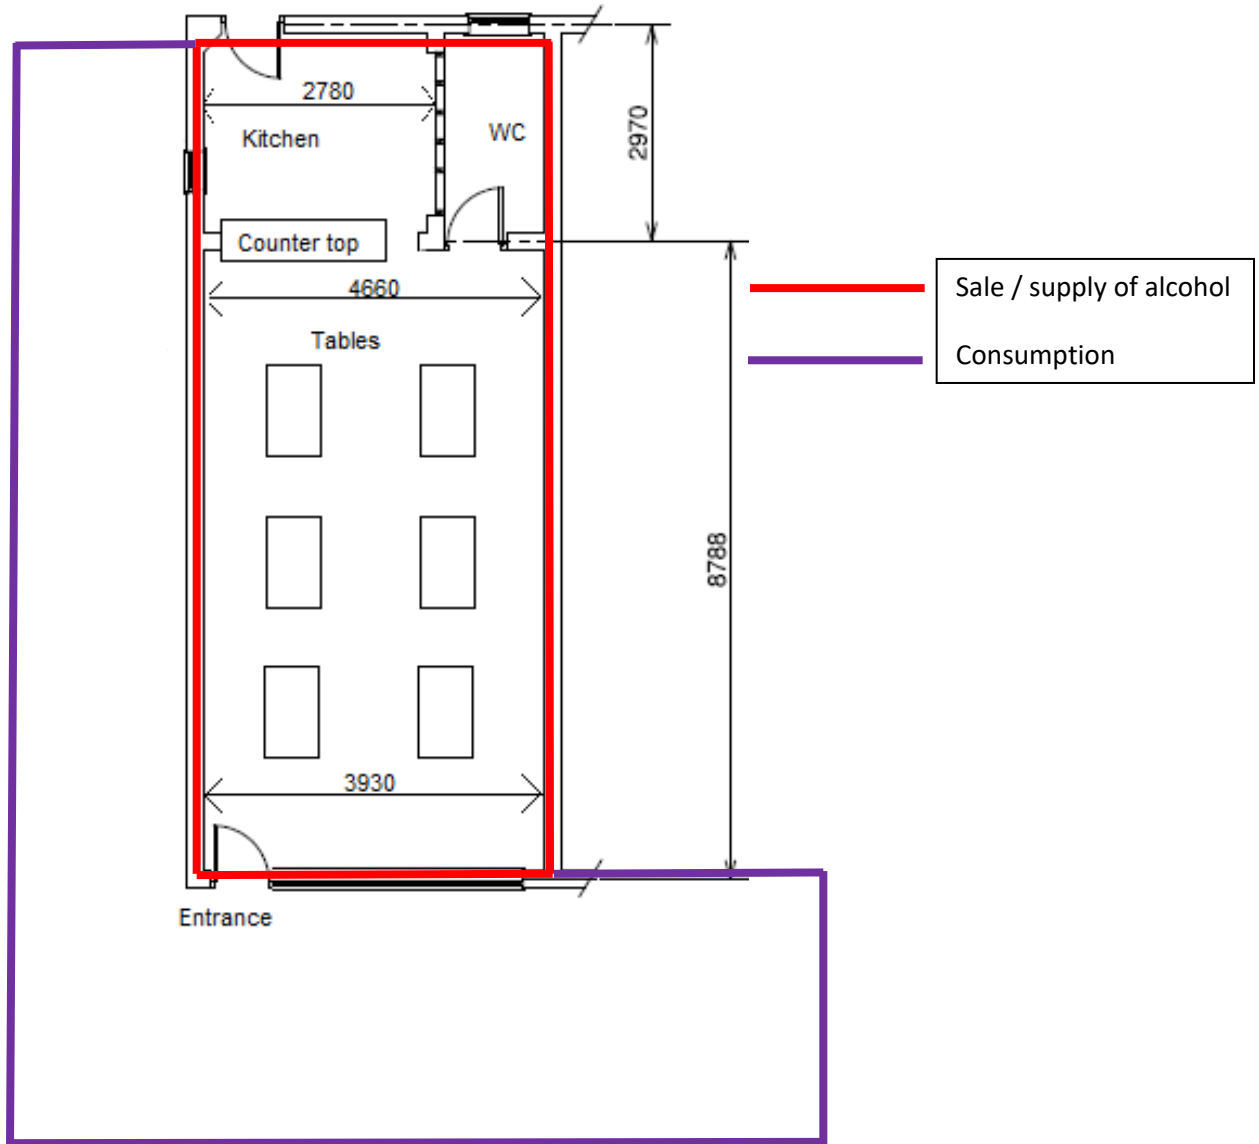 2780
Kitchen
WC
2970
Counter top
4660
Tables
Sale / supply of alcohol
Consumption
8788
3930
Entrance